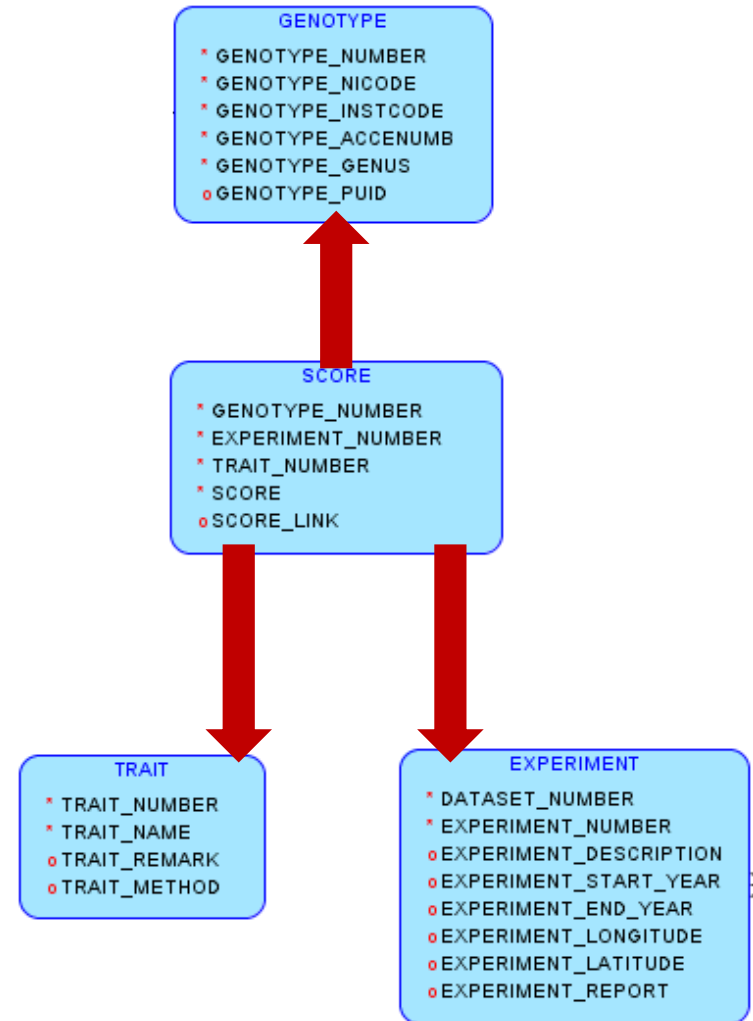 GENOTYPE
* GENOTYPE_NUMBER
* GENOTYPE_NICODE
* GENOTYPE_INSTCODE
* GENOTYPE_ACCENUMB
* GENOTYPE_GENUS
o GENOTYPE_PUID
SCORE
* GENOTYPE_NUMBER
* EXPERIMENT_NUMBER
* TRAIT_NUMBER
* SCORE
o SCORE_LINK
TRAIT
* TRAIT_NUMBER
* TRAIT_NAME
o TRAIT_REMARK
o TRAIT_METHOD
EXPERIMENT
* DATASET_NUMBER
* EXPERIMENT_NUMBER
o EXPERIMENT_DESCRIPTION
o EXPERIMENT_START_YEAR
o EXPERIMENT_END_YEAR
o EXPERIMENT_LONGITUDE
o EXPERIMENT_LATITUDE
o EXPERIMENT_REPORT